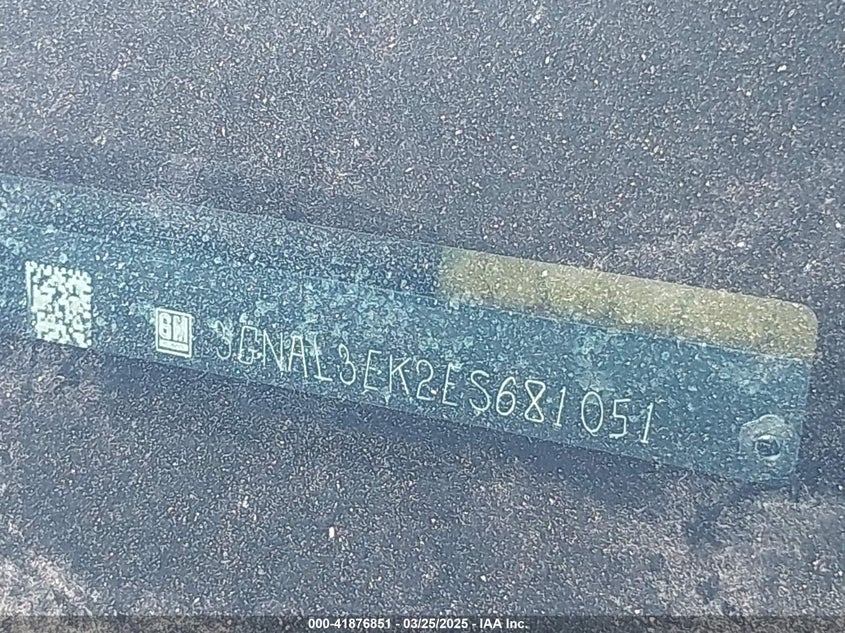 GM 3GNAL3EK2ES681051
000-41876851 - 03/25/2025 - IAA Inc.